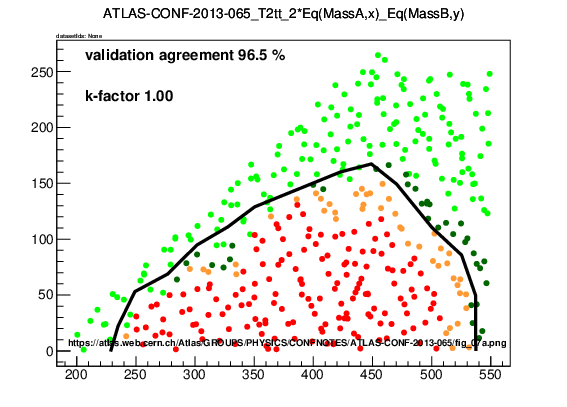 ATLAS-CONF-2013-065_T2tt_2*Eq(MassA,x)_Eq(MassB,y)
datasetIds: None
validation agreement 96.5 %
k-factor 1.00
250
200
150
100
50
0
https://atlas.web.cern.ch/Atlas/GROUPS/PHYSICS/CONFNOTES/ATLAS-CONF-2013-065/fig_07a.png
200 250 300 350 400 450 500 550